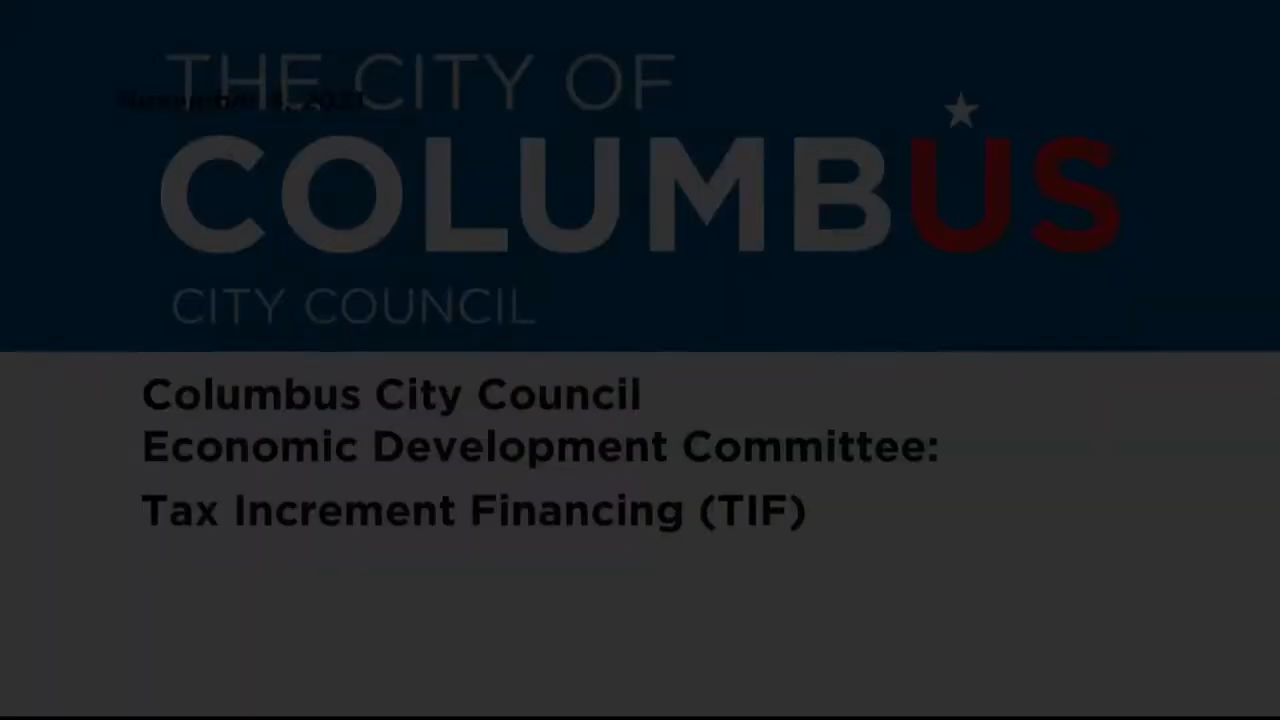 THE CITY OF
COLUMBUS
CITY COUNCIL
Columbus City Council
Economic Development Committee:
Tax Increment Financing (TIF)